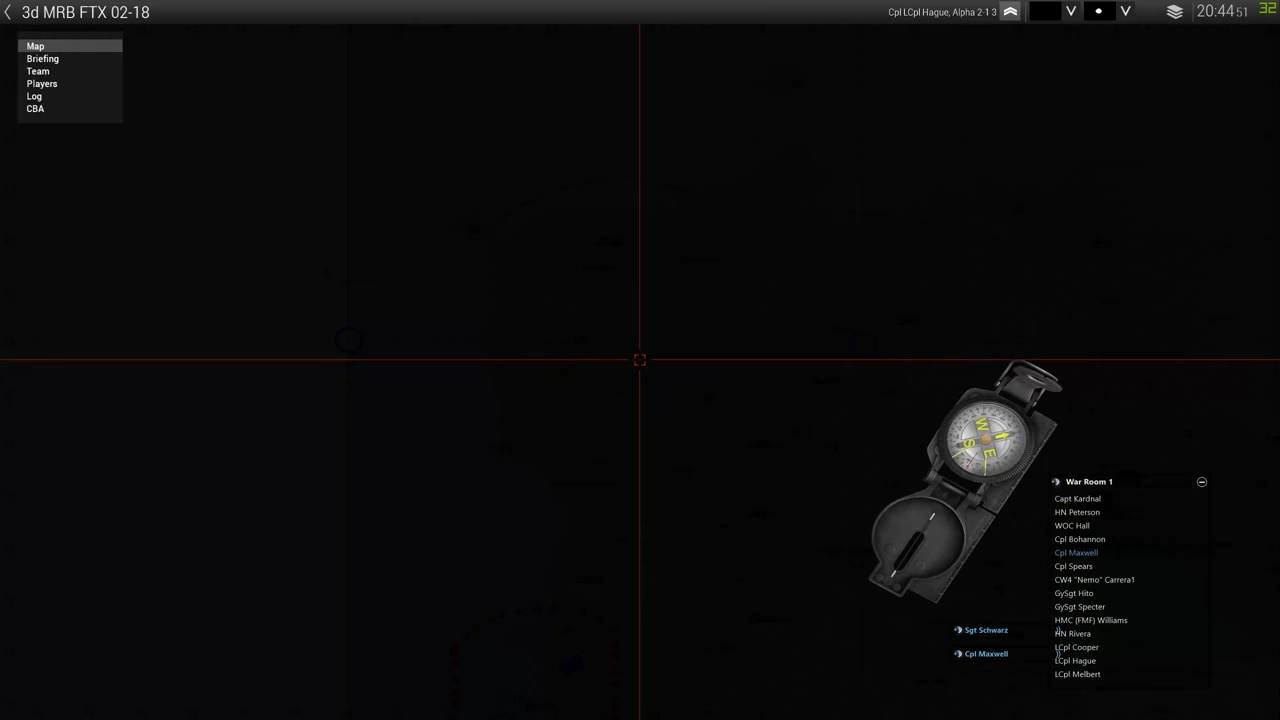 3d MRB FTX 02-18
Cpl LCpl Hague, Alpha 2-1 3
20:44 51
32
Map
Briefing
Team
Players
Log
CBA
W
S
E
War Room 1
Capt Kardnal
HN Peterson
WOC Hall
Cpl Bohannon
Cpl Maxwell
Cpl Spears
CW4 "Nemo" Carrera1
GySgt Hito
GySgt Specter
HMC (FMF) Williams
Sgt Schwarz
HN Rivera
LCpl Cooper
Cpl Maxwell
LCpl Hague
LCpl Melbert